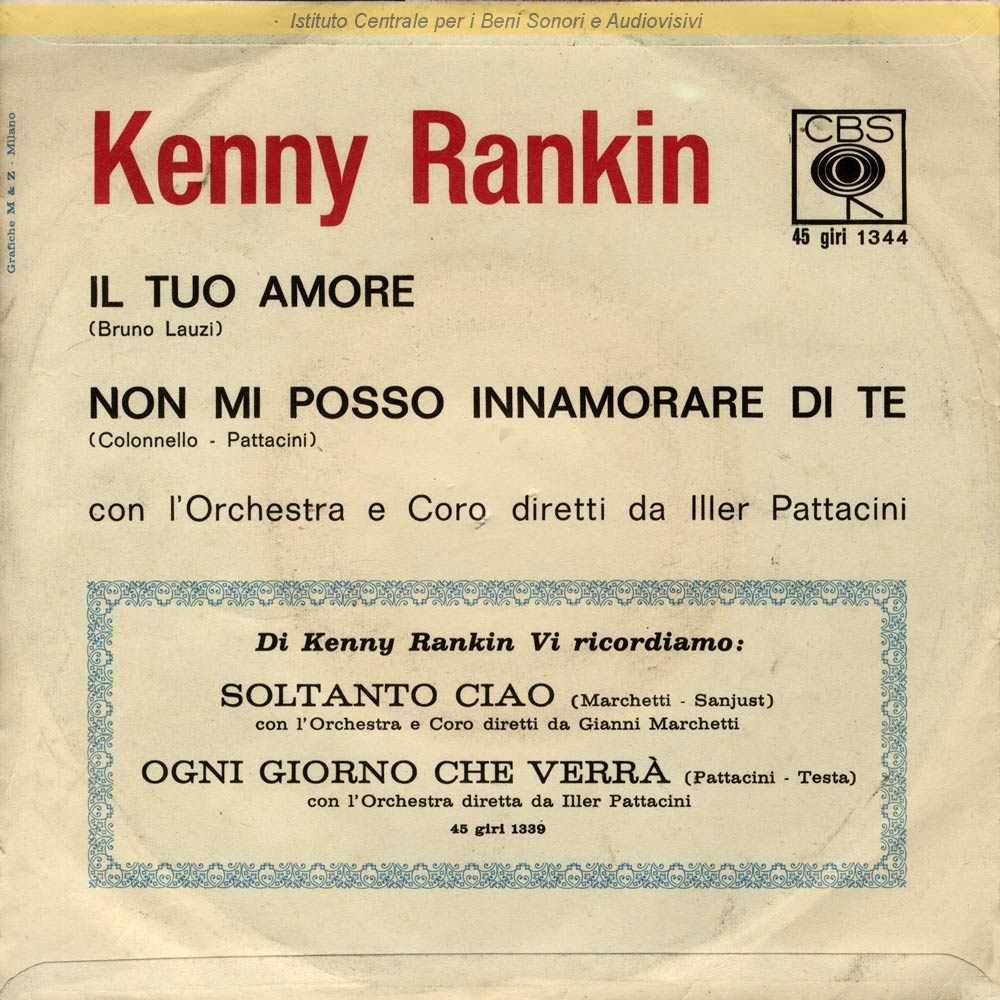 Istituto Centrale per i Beni Sonori e Audiovisivi
Grafiche M & Z - Milano
Kenny Rankin
CBS
45 giri 1344
IL TUO AMORE
(Bruno Lauzi)
NON MI POSSO INNAMORARE DI TE
(Colonnello - Pattacini)
con l'Orchestra e Coro diretti da Iller Pattacini
Di Kenny Rankin Vi ricordiamo:
SOLTANTO CIAO (Marchetti - Sanjust)
con l'Orchestra e Coro diretti da Gianni Marchetti
OGNI GIORNO CHE VERRÀ (Pattacini - Testa)
con l'Orchestra diretta da Iller Pattacini
45 giri 1339